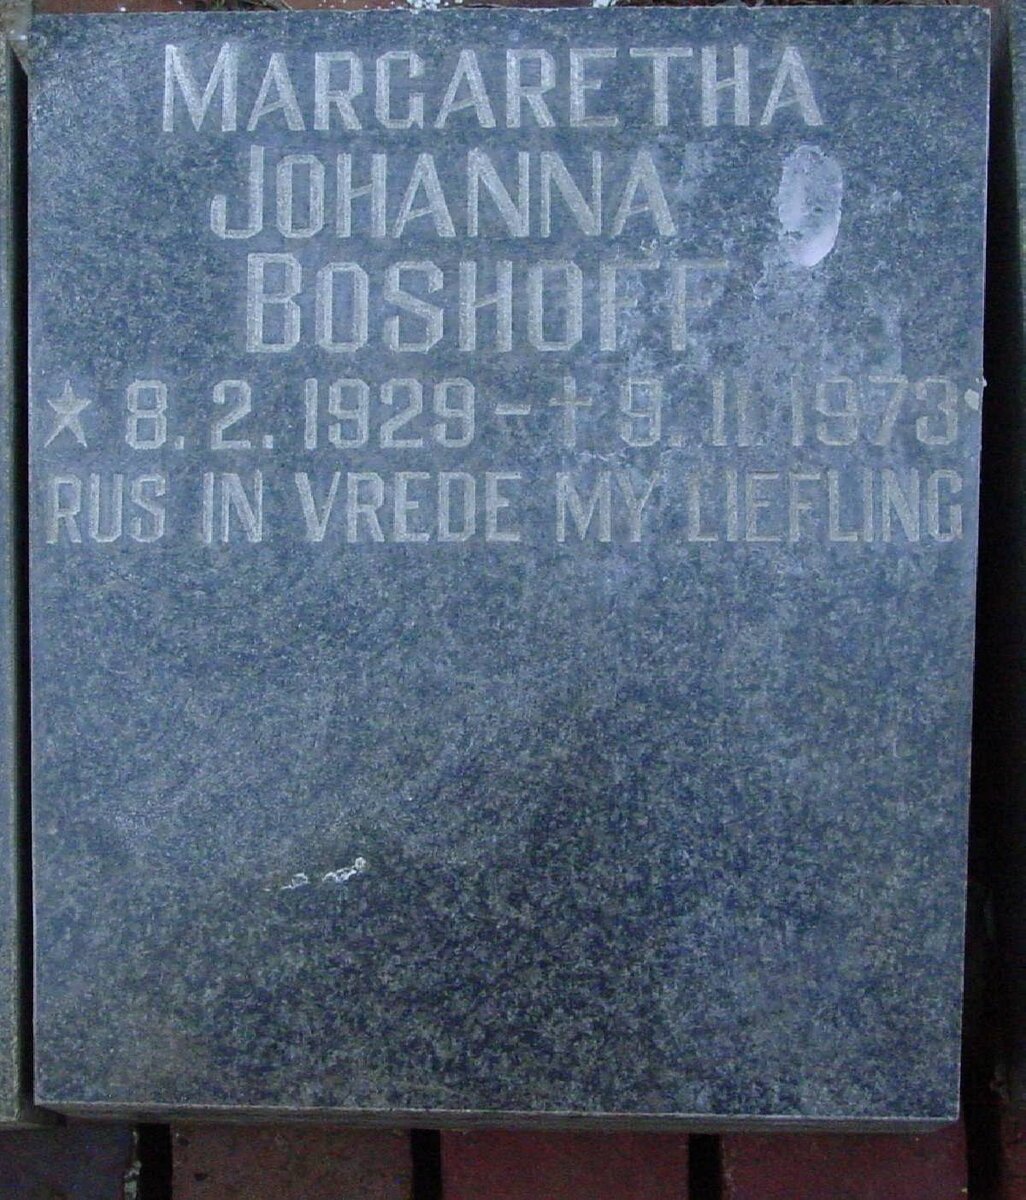 MARGARETHA
JOHANNA
BOSHOFF
★ 8. 2. 1929 - † 9. 11. 1973
RUS IN VREDE MY LIEFLING